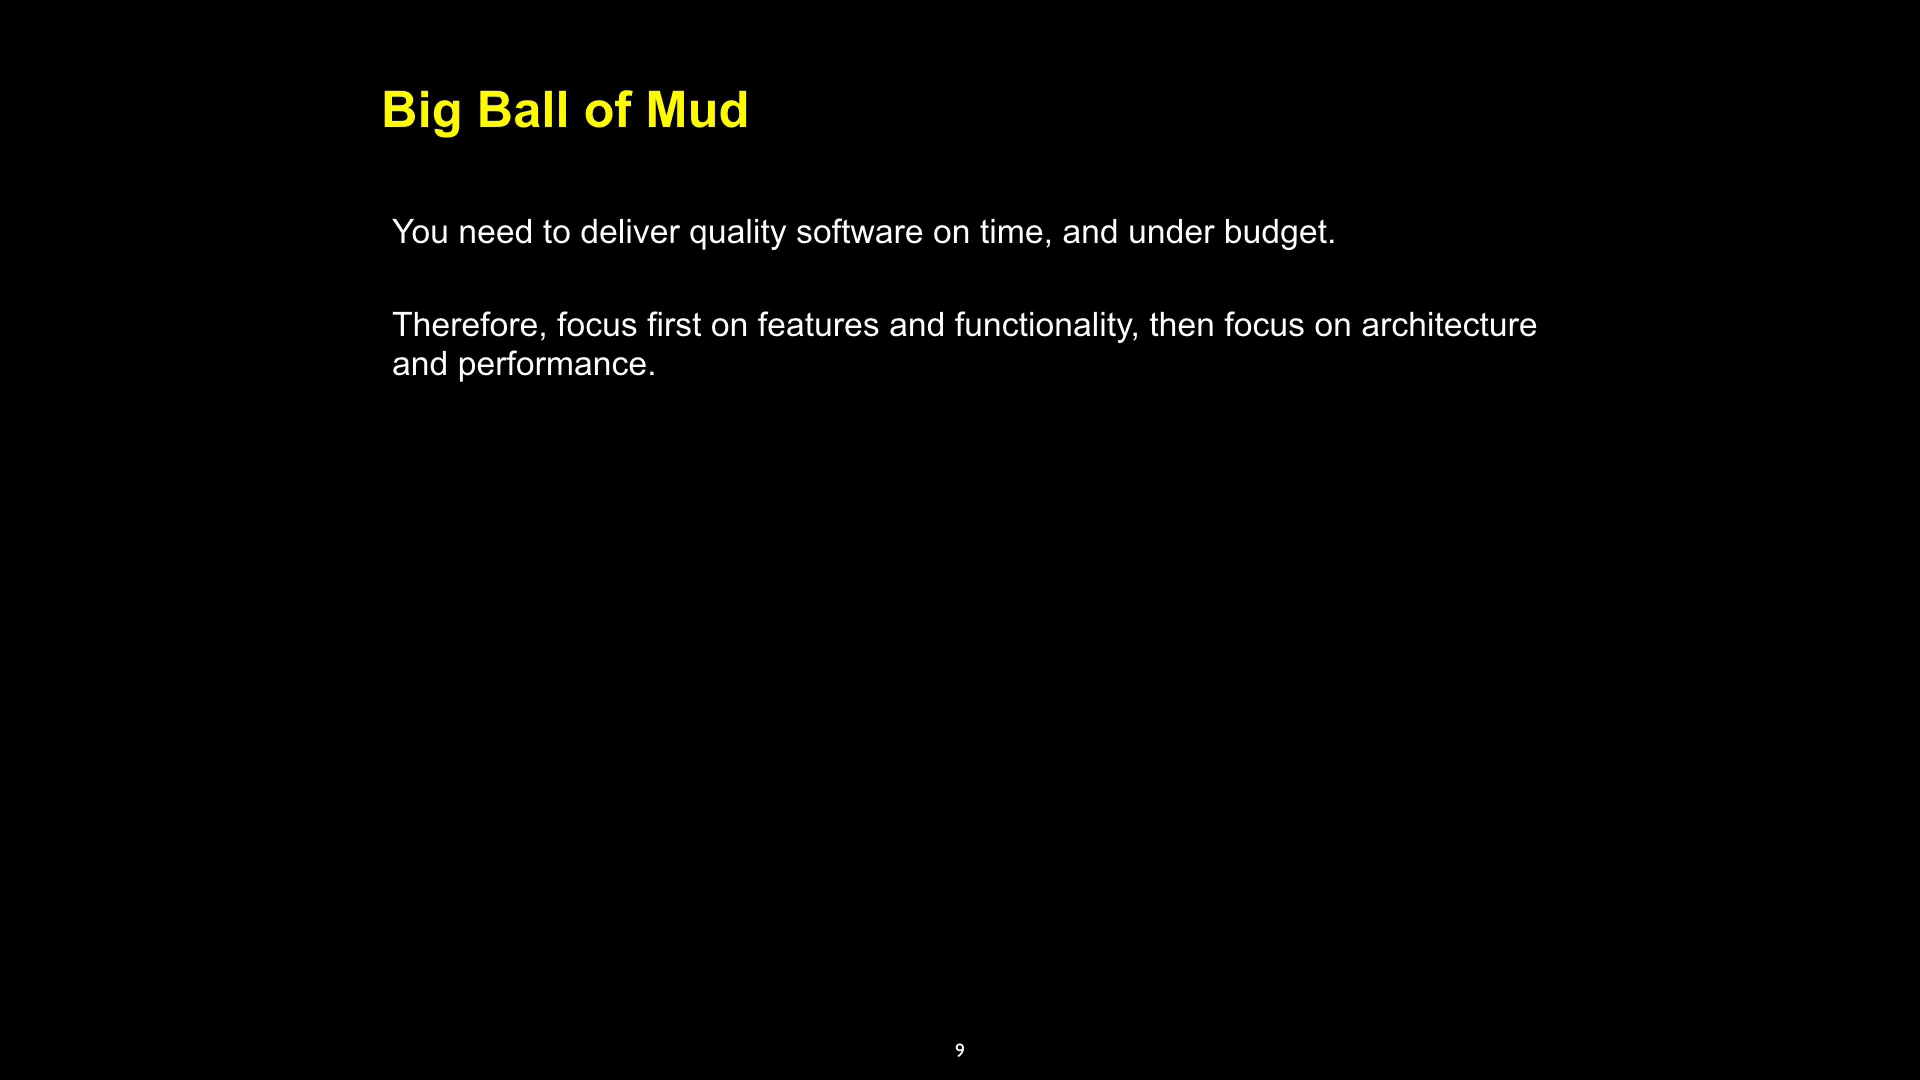 Big Ball of Mud
You need to deliver quality software on time, and under budget.
Therefore, focus first on features and functionality, then focus on architecture
and performance.
9